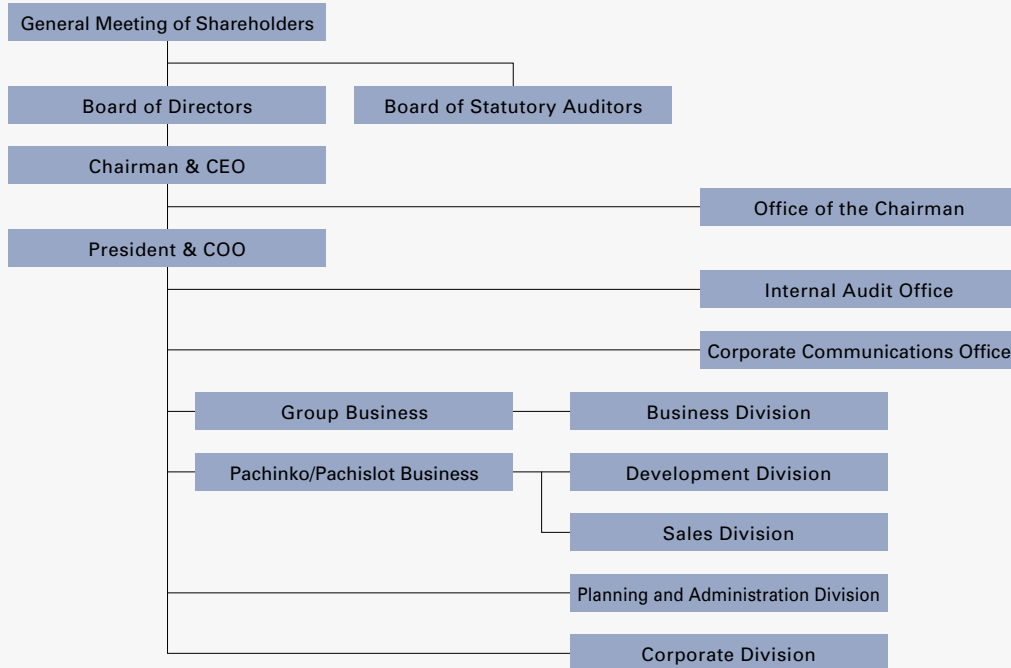 General Meeting of Shareholders
Board of Directors
Board of Statutory Auditors
Chairman & CEO
Office of the Chairman
President & COO
Internal Audit Office
Corporate Communications Office
Group Business
Business Division
Pachinko/Pachislot Business
Development Division
Sales Division
Planning and Administration Division
Corporate Division